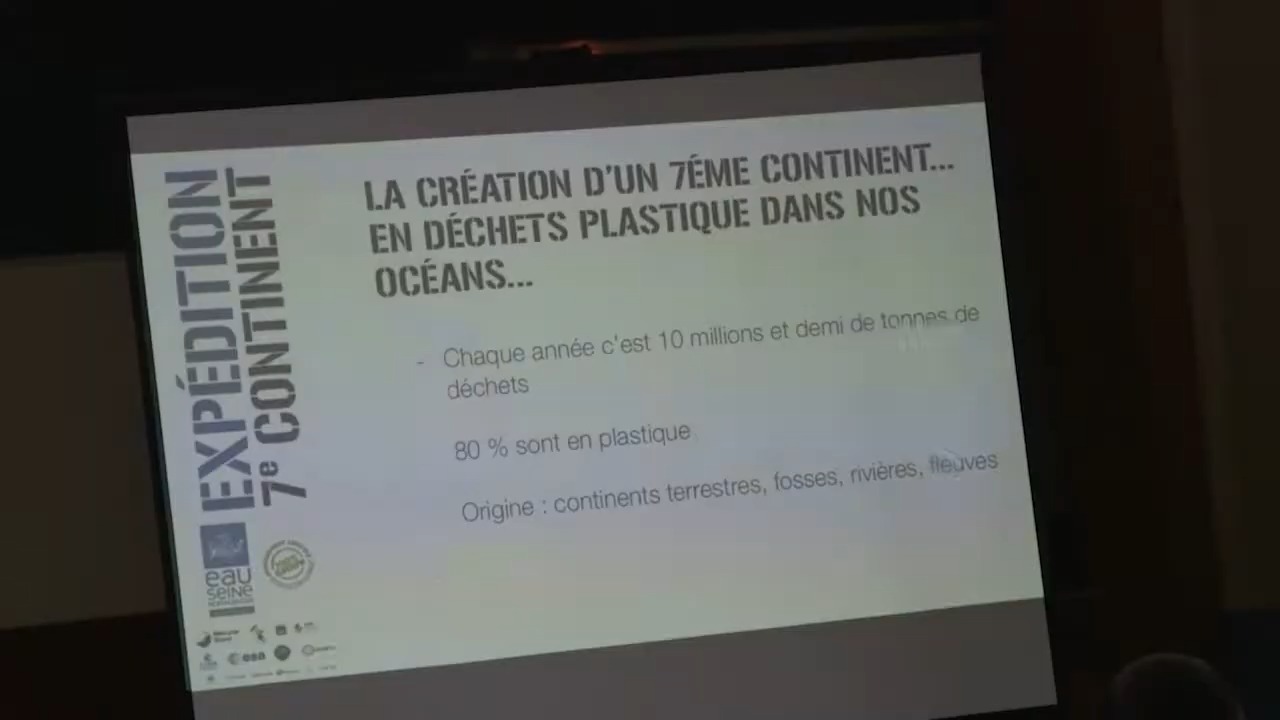 EXPÉDITION
7e CONTINENT
LA CRÉATION D'UN 7ÉME CONTINENT...
EN DÉCHETS PLASTIQUE DANS NOS
OCÉANS...
- Chaque année c'est 10 millions et demi de tonnes de
déchets
80 % sont en plastique
Origine : continents terrestres, fosses, rivières, fleuves
eau
SEINE
esa